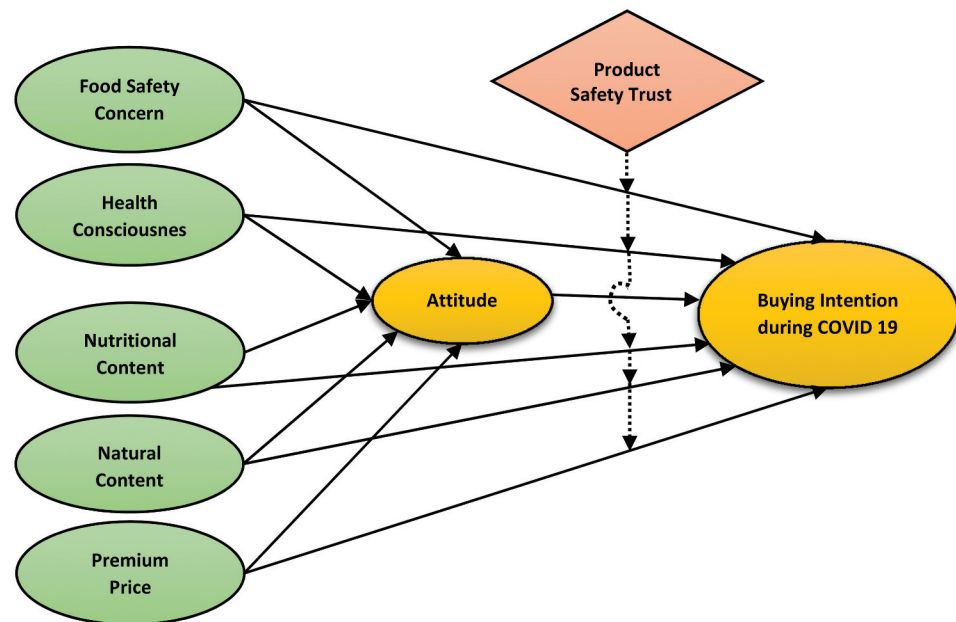 Food Safety
Concern
Product
Safety Trust
Health
Consciousnes
Attitude
Buying Intention
during COVID 19
Nutritional
Content
Natural
Content
Premium
Price